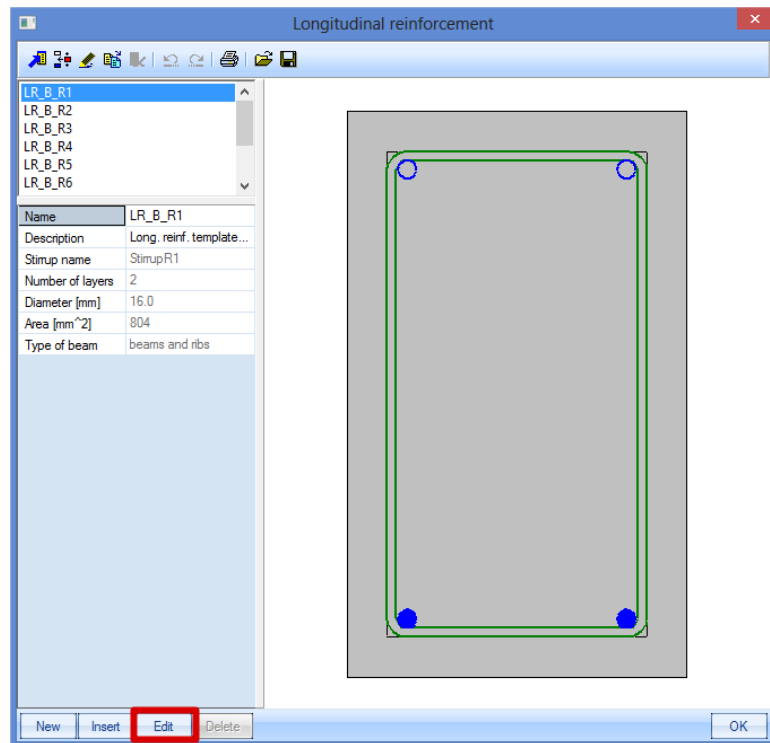 Longitudinal reinforcement
LR_B_R1
LR_B_R2
LR_B_R3
LR_B_R4
LR_B_R5
LR_B_R6
Name LR_B_R1
Description Long. reinf. template...
Stirrup name StirrupR1
Number of layers 2
Diameter [mm] 16.0
Area [mm^2] 804
Type of beam beams and ribs
New Insert Edit Delete OK